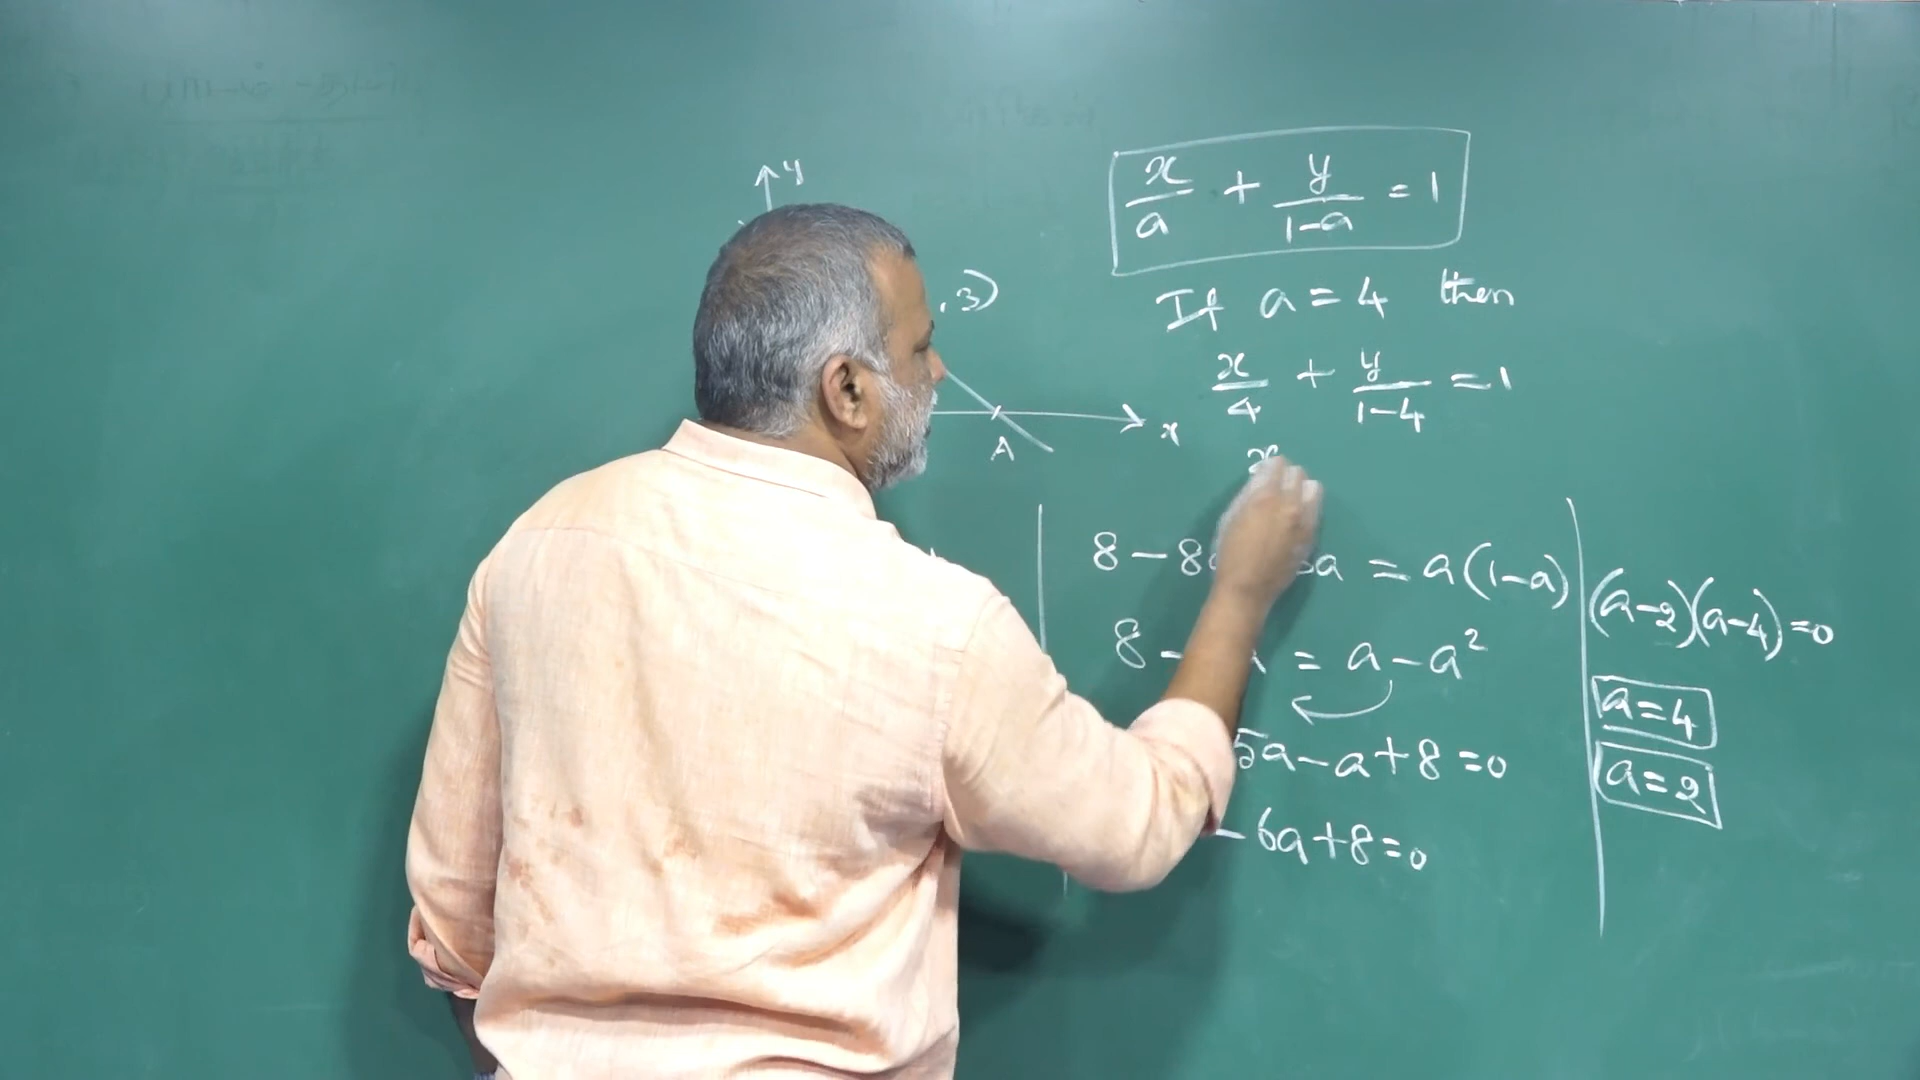 y
, 3)
A
x
x/a + y/(1-a) = 1
If a = 4 then
x/4 + y/(1-4) = 1
x
8 - 8 a = a(1-a)
8 - = a - a²
5a - a + 8 = 0
- 6a + 8 = 0
(a-2)(a-4) = 0
a = 4
a = 2